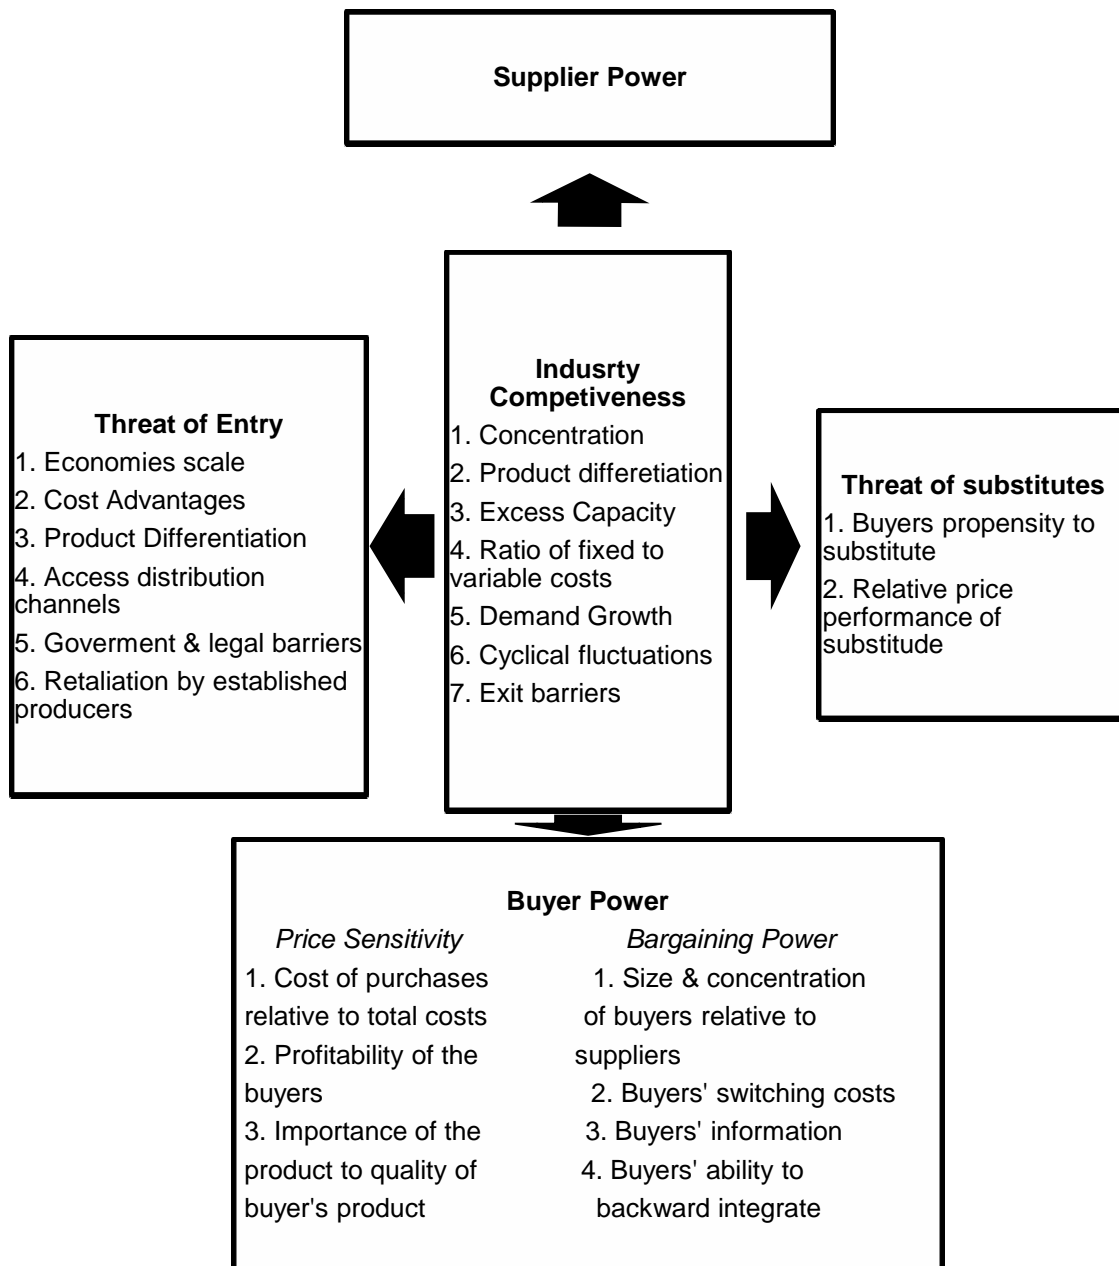 Supplier Power
Indusrty
Competiveness
1. Concentration
2. Product differetiation
3. Excess Capacity
4. Ratio of fixed to
variable costs
5. Demand Growth
6. Cyclical fluctuations
7. Exit barriers
Threat of Entry
1. Economies scale
2. Cost Advantages
3. Product Differentiation
4. Access distribution
channels
5. Goverment & legal barriers
6. Retaliation by established
producers
Threat of substitutes
1. Buyers propensity to
substitute
2. Relative price
performance of
substitude
Buyer Power
Price Sensitivity
1. Cost of purchases
relative to total costs
2. Profitability of the
buyers
3. Importance of the
product to quality of
buyer's product
Bargaining Power
1. Size & concentration
of buyers relative to
suppliers
2. Buyers' switching costs
3. Buyers' information
4. Buyers' ability to
backward integrate